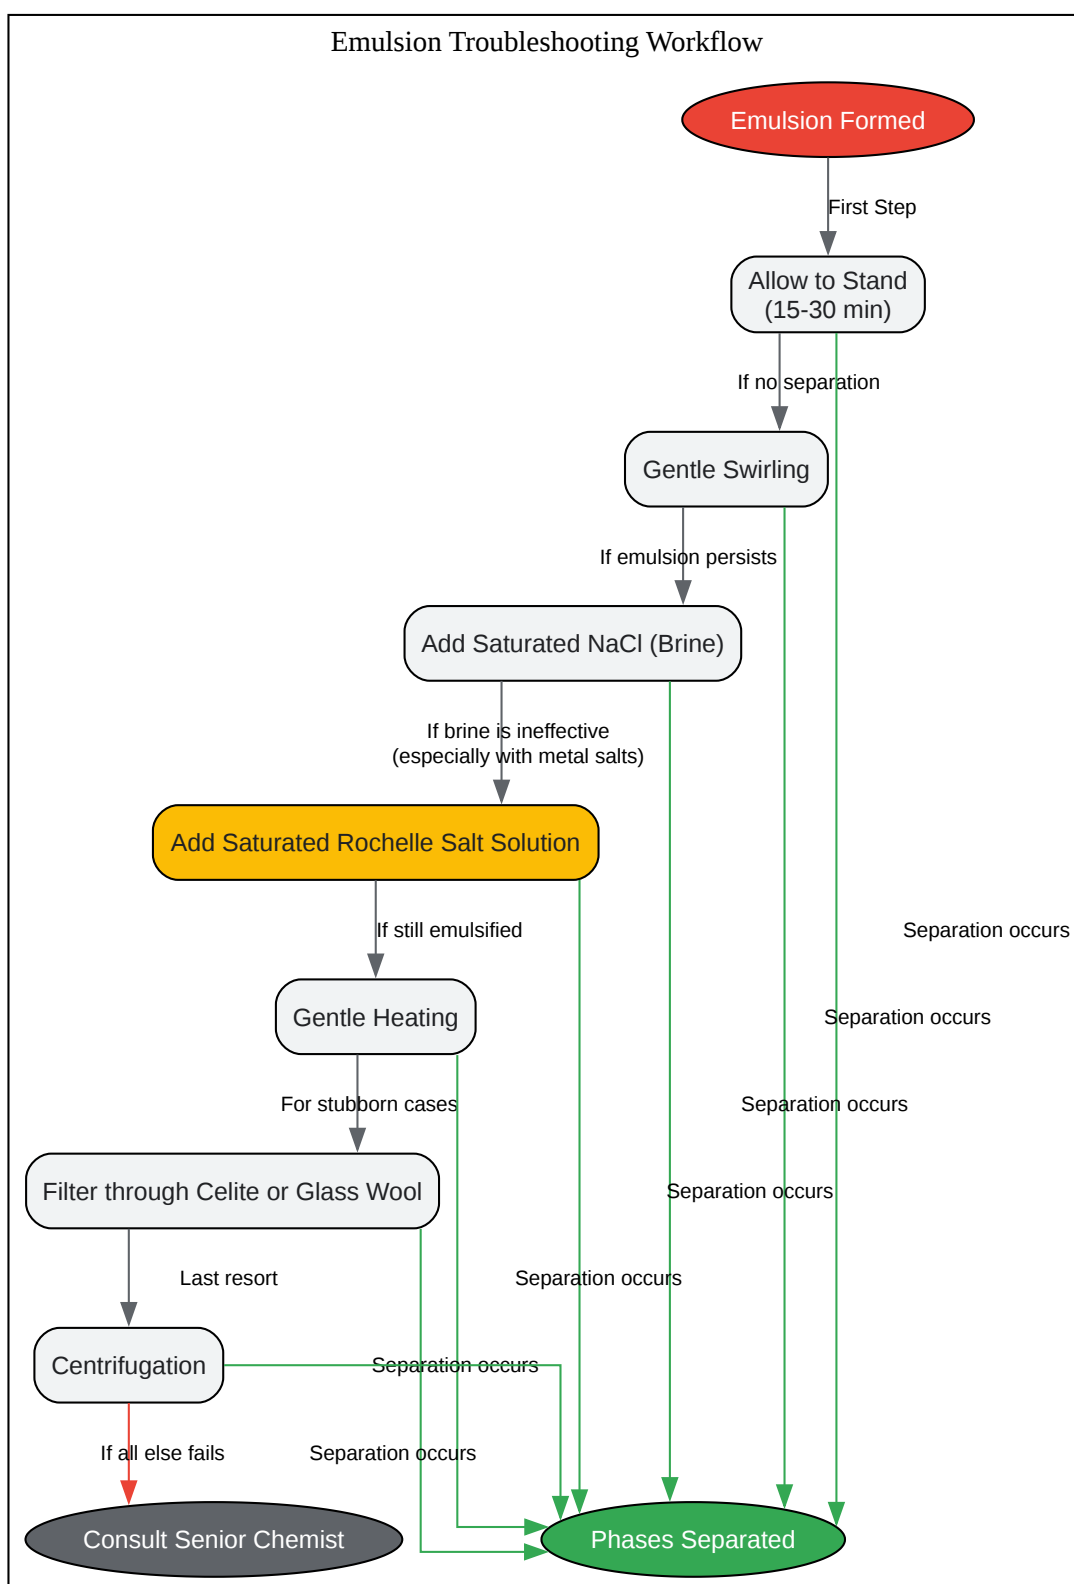 Emulsion Troubleshooting Workflow
Emulsion Formed
First Step
Allow to Stand
(15-30 min)
If no separation
Gentle Swirling
If emulsion persists
Add Saturated NaCl (Brine)
If brine is ineffective
(especially with metal salts)
Add Saturated Rochelle Salt Solution
If still emulsified
Separation occurs
Gentle Heating
Separation occurs
For stubborn cases
Separation occurs
Filter through Celite or Glass Wool
Separation occurs
Last resort
Separation occurs
Centrifugation
Separation occurs
If all else fails
Separation occurs
Consult Senior Chemist
Phases Separated